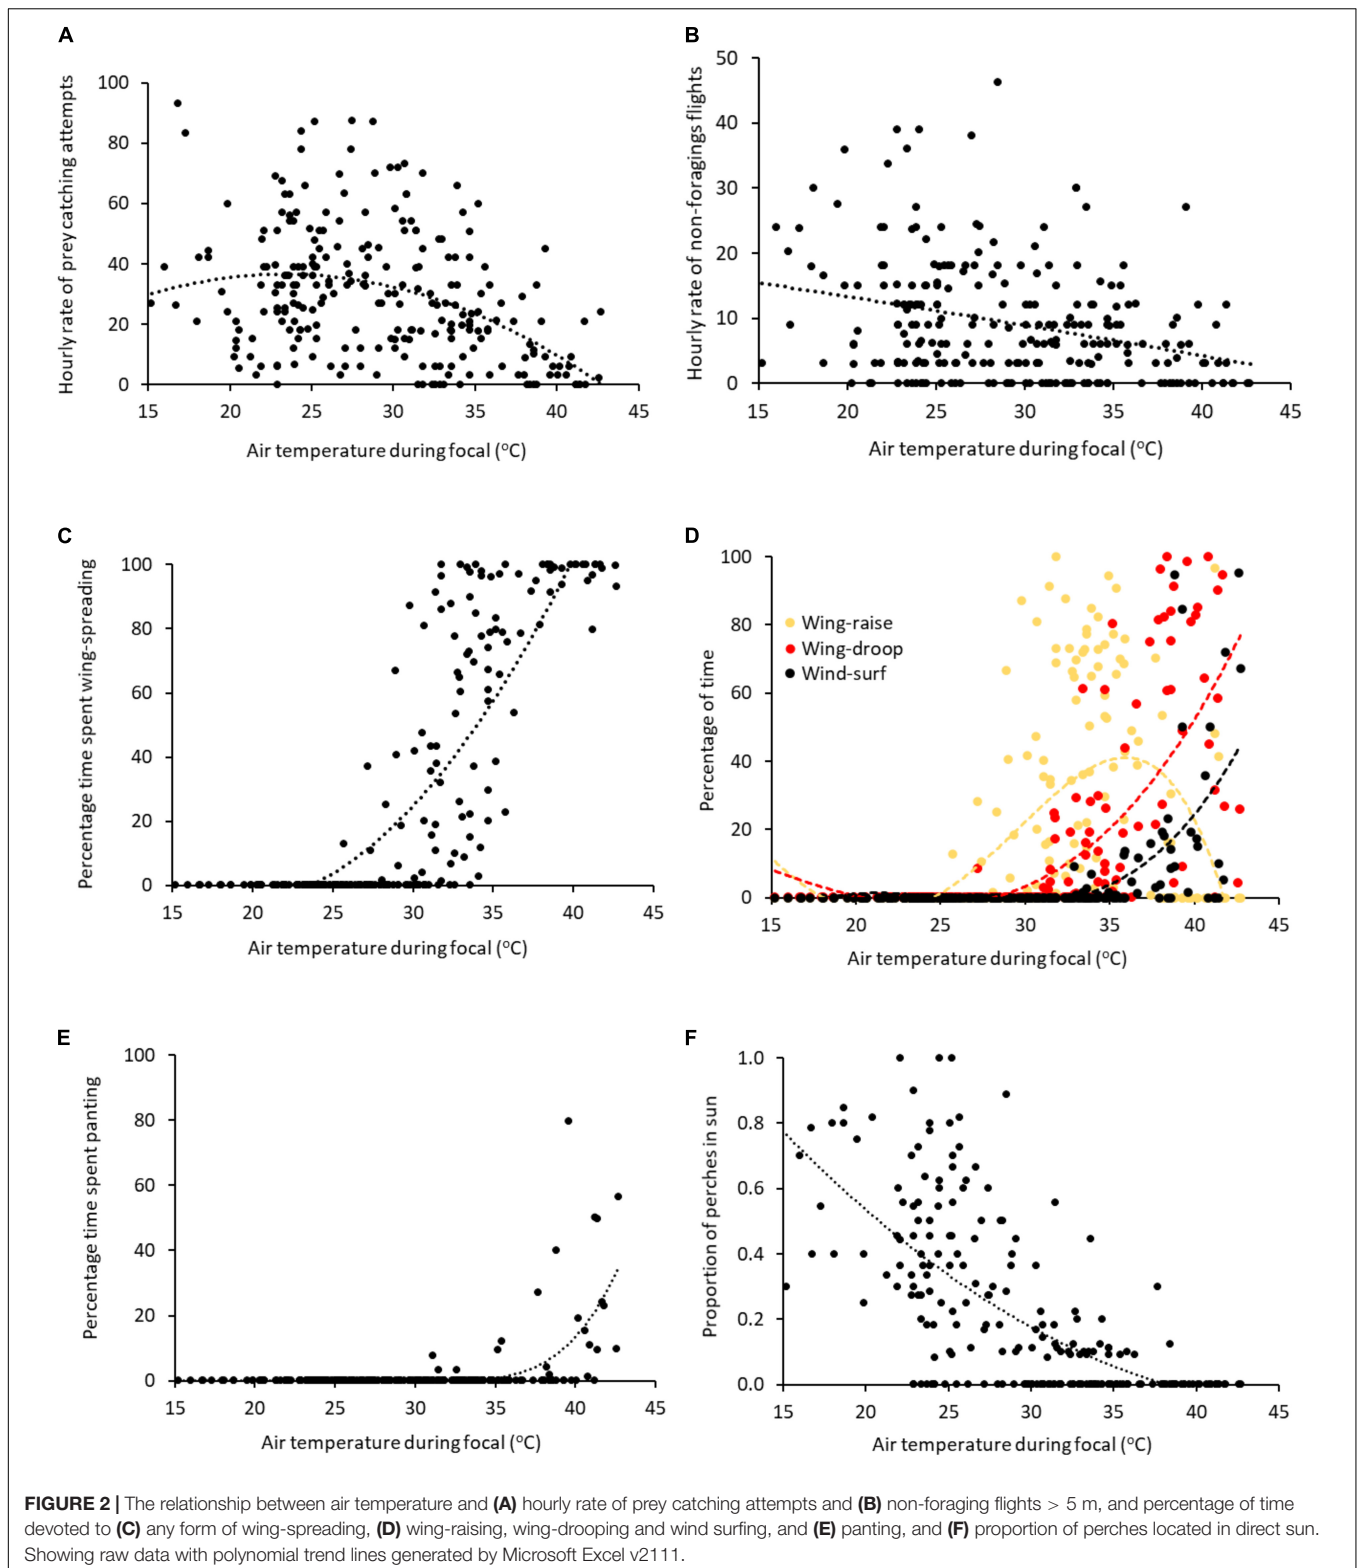 A
Hourly rate of prey catching attempts
100
80
60
40
20
0
15 20 25 30 35 40 45
Air temperature during focal (°C)
B
Hourly rate of non-foragings flights
50
40
30
20
10
0
15 20 25 30 35 40 45
Air temperature during focal (°C)
C
Percentage time spent wing-spreading
100
80
60
40
20
0
15 20 25 30 35 40 45
Air temperature during focal (°C)
D
Percentage of time
100
80
60
40
20
0
Wing-raise
Wing-droop
Wind-surf
15 20 25 30 35 40 45
Air temperature during focal (°C)
E
Percentage time spent panting
100
80
60
40
20
0
15 20 25 30 35 40 45
Air temperature during focal (°C)
F
Proportion of perches in sun
1.0
0.8
0.6
0.4
0.2
0.0
15 20 25 30 35 40 45
Air temperature during focal (°C)
FIGURE 2 | The relationship between air temperature and (A) hourly rate of prey catching attempts and (B) non-foraging flights > 5 m, and percentage of time
devoted to (C) any form of wing-spreading, (D) wing-raising, wing-drooping and wind surfing, and (E) panting, and (F) proportion of perches located in direct sun.
Showing raw data with polynomial trend lines generated by Microsoft Excel v2111.